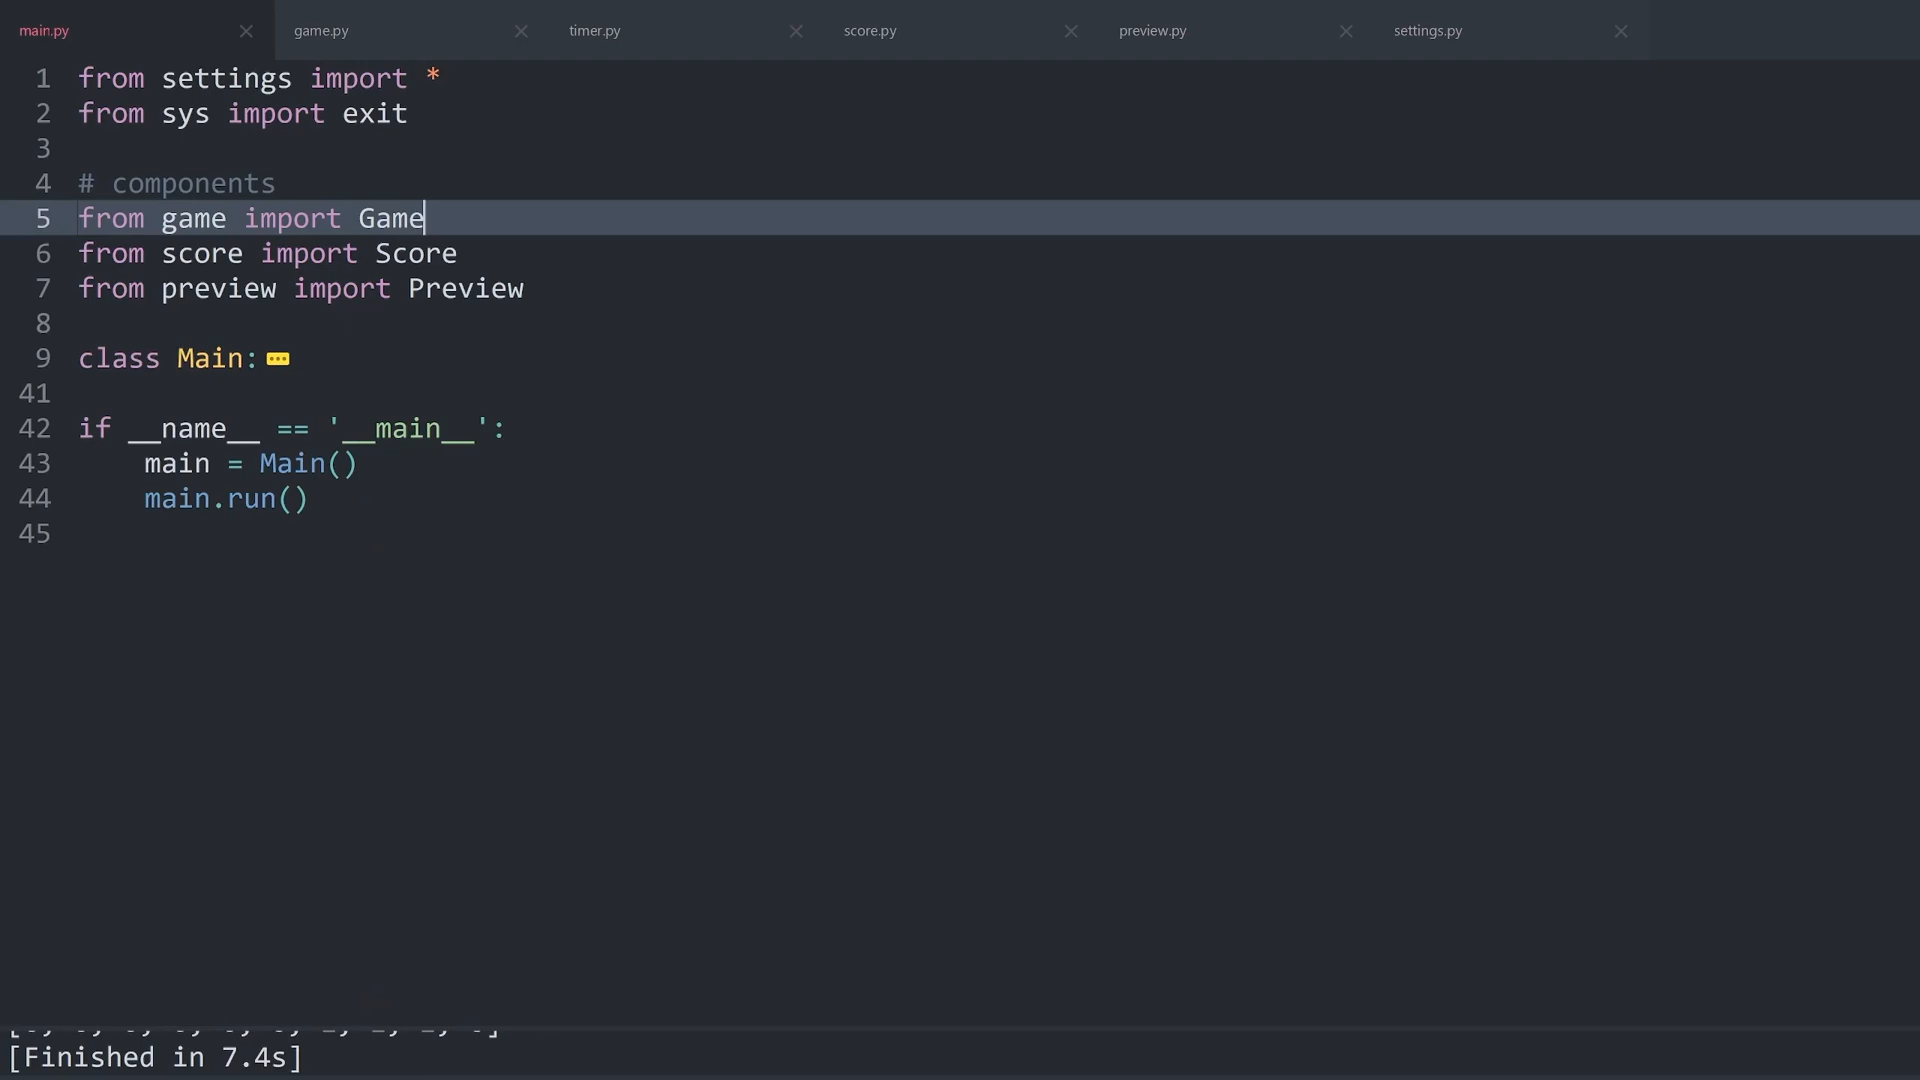 main.py game.py timer.py score.py preview.py settings.py
1 from settings import *
2 from sys import exit
3
4 # components
5 from game import Game
6 from score import Score
7 from preview import Preview
8
9 class Main:
41
42 if __name__ == '__main__':
43 main = Main()
44 main.run()
45
[Finished in 7.4s]